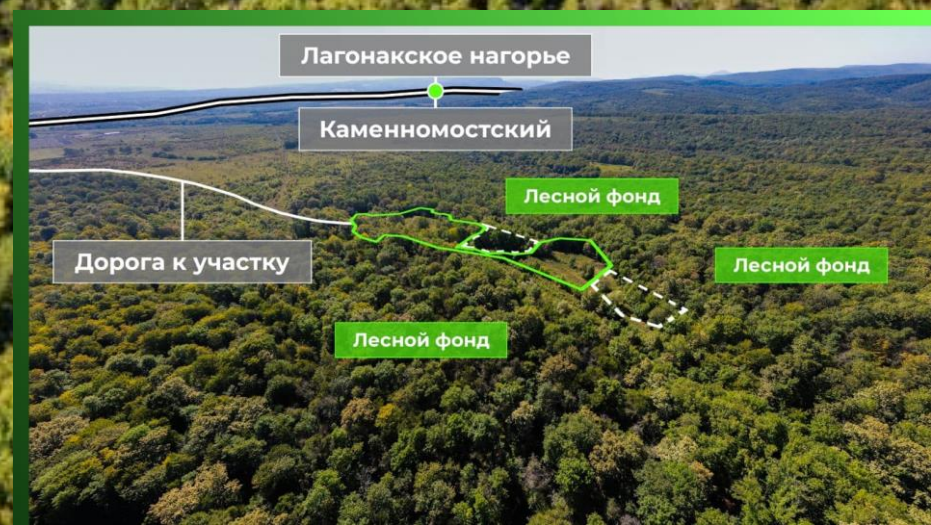 Лагонакское нагорье
Каменномостский
Лесной фонд
Дорога к участку
Лесной фонд
Лесной фонд